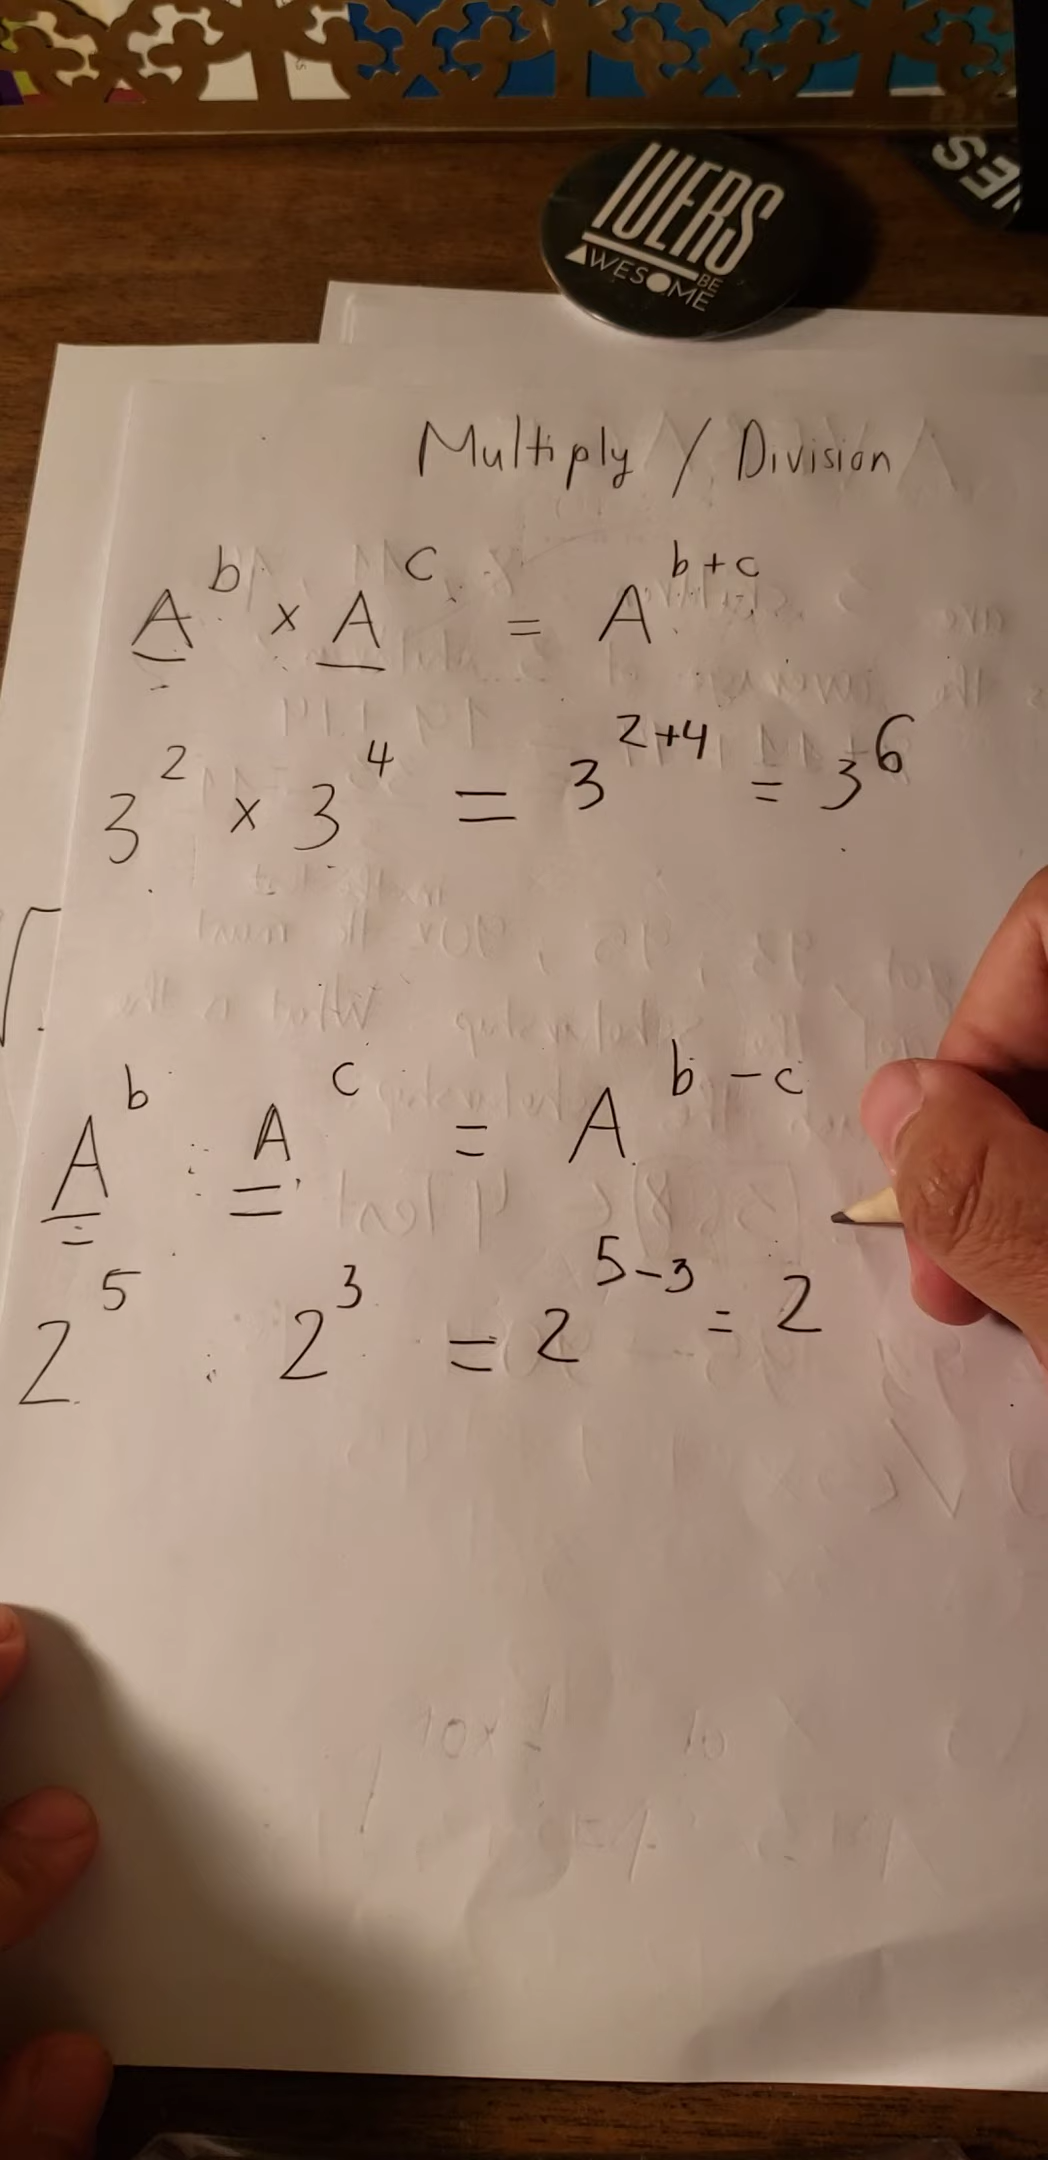 IVERS
AWESOME BE
VES
Multiply / Division
A^b x A^c = A^(b+c)
3^2 x 3^4 = 3^(2+4) = 3^6
A^b : A^c = A^(b-c)
2^5 : 2^3 = 2^(5-3) = 2